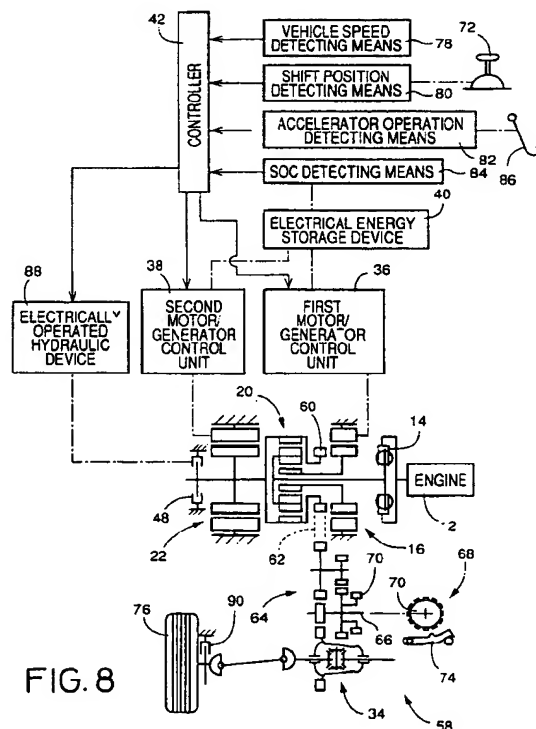 42
VEHICLE SPEED
DETECTING MEANS
78
72
SHIFT POSITION
DETECTING MEANS
80
CONTROLLER
ACCELERATOR OPERATION
DETECTING MEANS
82
86
SOC DETECTING MEANS
84
40
ELECTRICAL ENERGY
STORAGE DEVICE
38
36
88
ELECTRICALLY
OPERATED
HYDRAULIC
DEVICE
SECOND
MOTOR/
GENERATOR
CONTROL
UNIT
FIRST
MOTOR/
GENERATOR
CONTROL
UNIT
20
60
14
ENGINE
48
2
22
62
16
70
68
64
70
76
90
66
74
FIG. 8
34
58